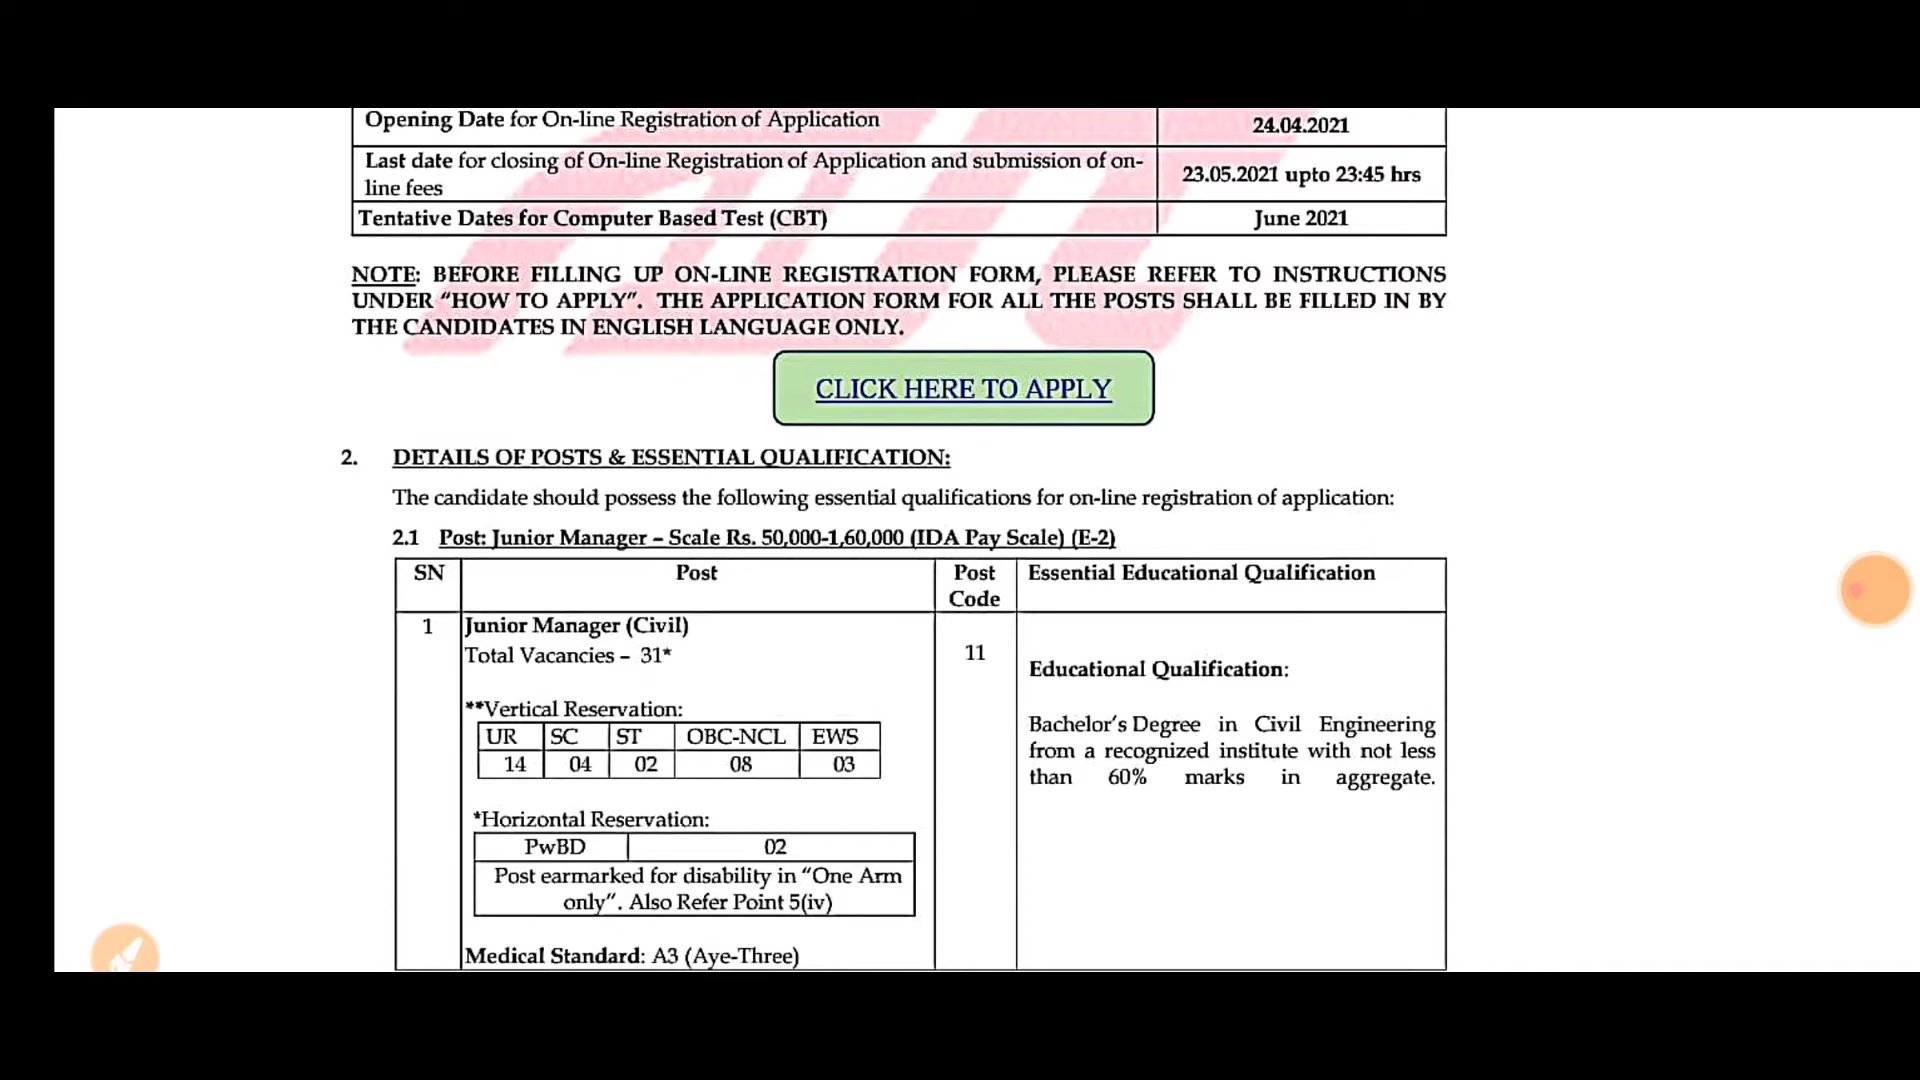 Opening Date for On-line Registration of Application 24.04.2021
Last date for closing of On-line Registration of Application and submission of on-
line fees 23.05.2021 upto 23:45 hrs
Tentative Dates for Computer Based Test (CBT) June 2021
NOTE: BEFORE FILLING UP ON-LINE REGISTRATION FORM, PLEASE REFER TO INSTRUCTIONS
UNDER “HOW TO APPLY”. THE APPLICATION FORM FOR ALL THE POSTS SHALL BE FILLED IN BY
THE CANDIDATES IN ENGLISH LANGUAGE ONLY.
CLICK HERE TO APPLY
2. DETAILS OF POSTS & ESSENTIAL QUALIFICATION:
The candidate should possess the following essential qualifications for on-line registration of application:
2.1 Post: Junior Manager – Scale Rs. 50,000-1,60,000 (IDA Pay Scale) (E-2)
SN Post Post Code Essential Educational Qualification
1 Junior Manager (Civil)
Total Vacancies – 31*
**Vertical Reservation:
UR SC ST OBC-NCL EWS
14 04 02 08 03
*Horizontal Reservation:
PwBD 02
Post earmarked for disability in “One Arm
only”. Also Refer Point 5(iv)
Medical Standard: A3 (Aye-Three)
11
Educational Qualification:
Bachelor’s Degree in Civil Engineering
from a recognized institute with not less
than 60% marks in aggregate.